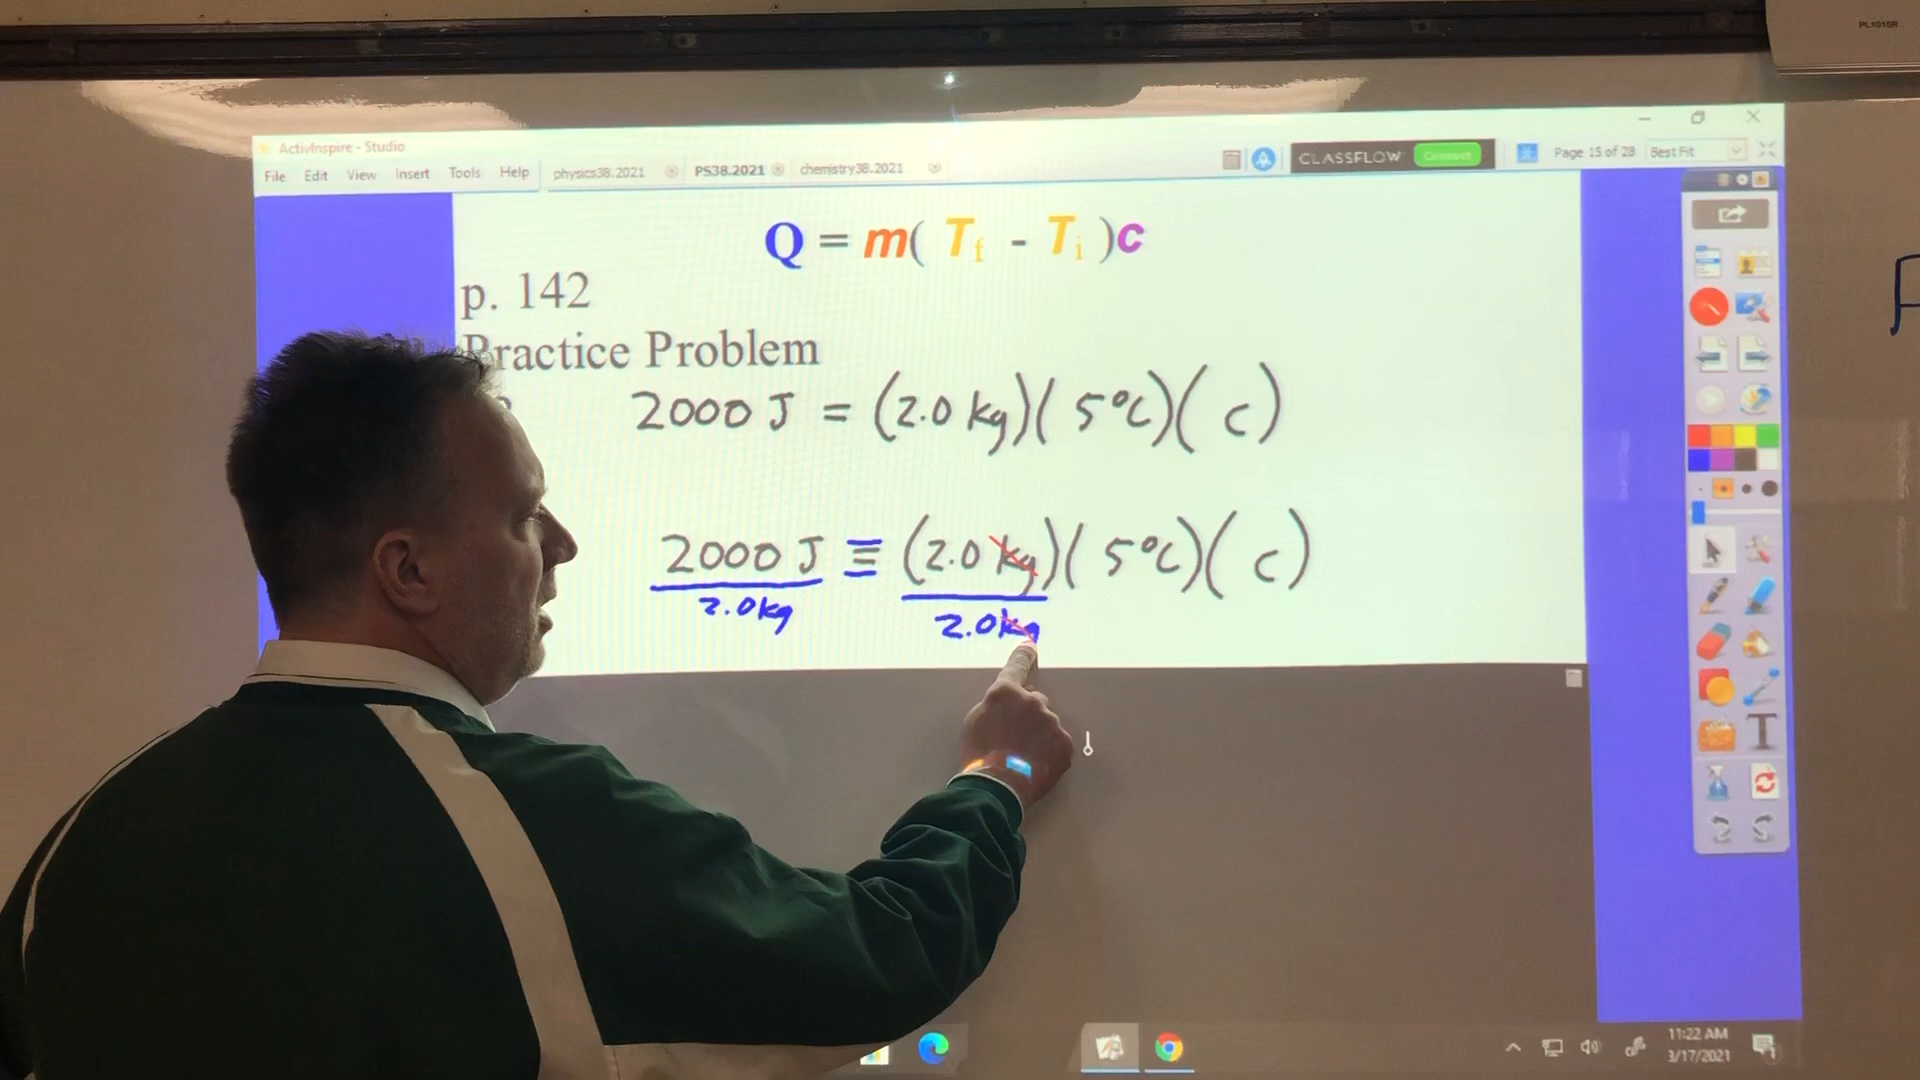 PL1015R
ActivInspire - Studio
File Edit View Insert Tools Help
physics38.2021 PS38.2021 chemistry38.2021
CLASSFLOW Connect
Page 15 of 28 Best Fit
Q = m( Tf - Ti )c
p. 142
Practice Problem
2000 J = (2.0 kg)( 5°C)( c)
2000 J = (2.0 kg)( 5°C)( c)
2.0kg 2.0kg
T
11:22 AM
3/17/2021